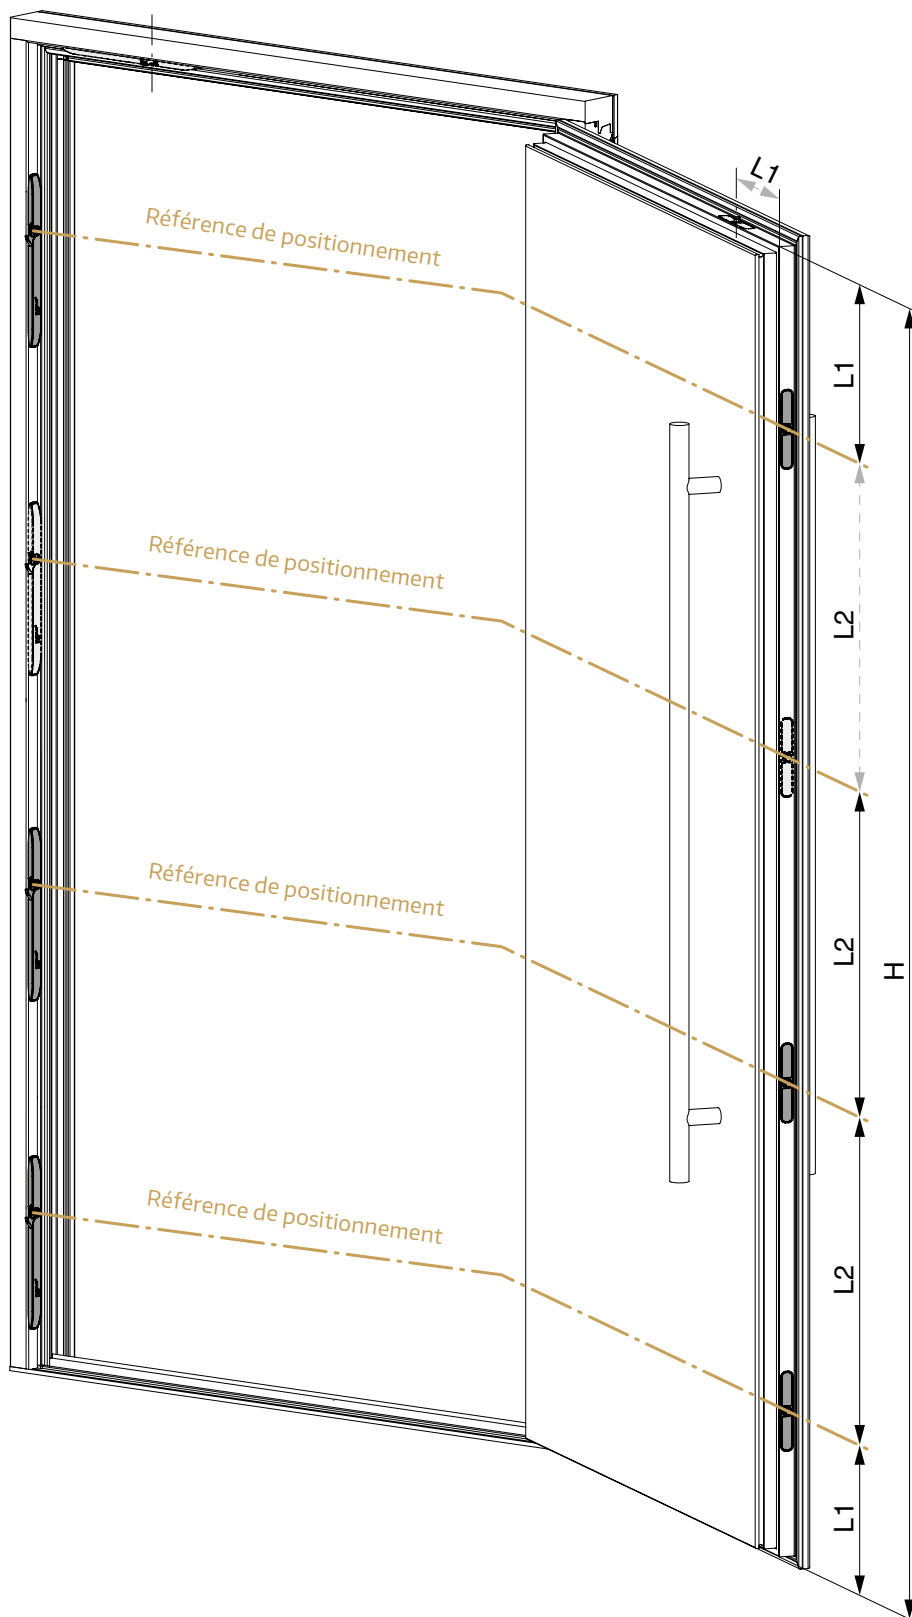 L1
Référence de positionnement
L1
Référence de positionnement
L2
Référence de positionnement
L2
H
Référence de positionnement
L2
L1